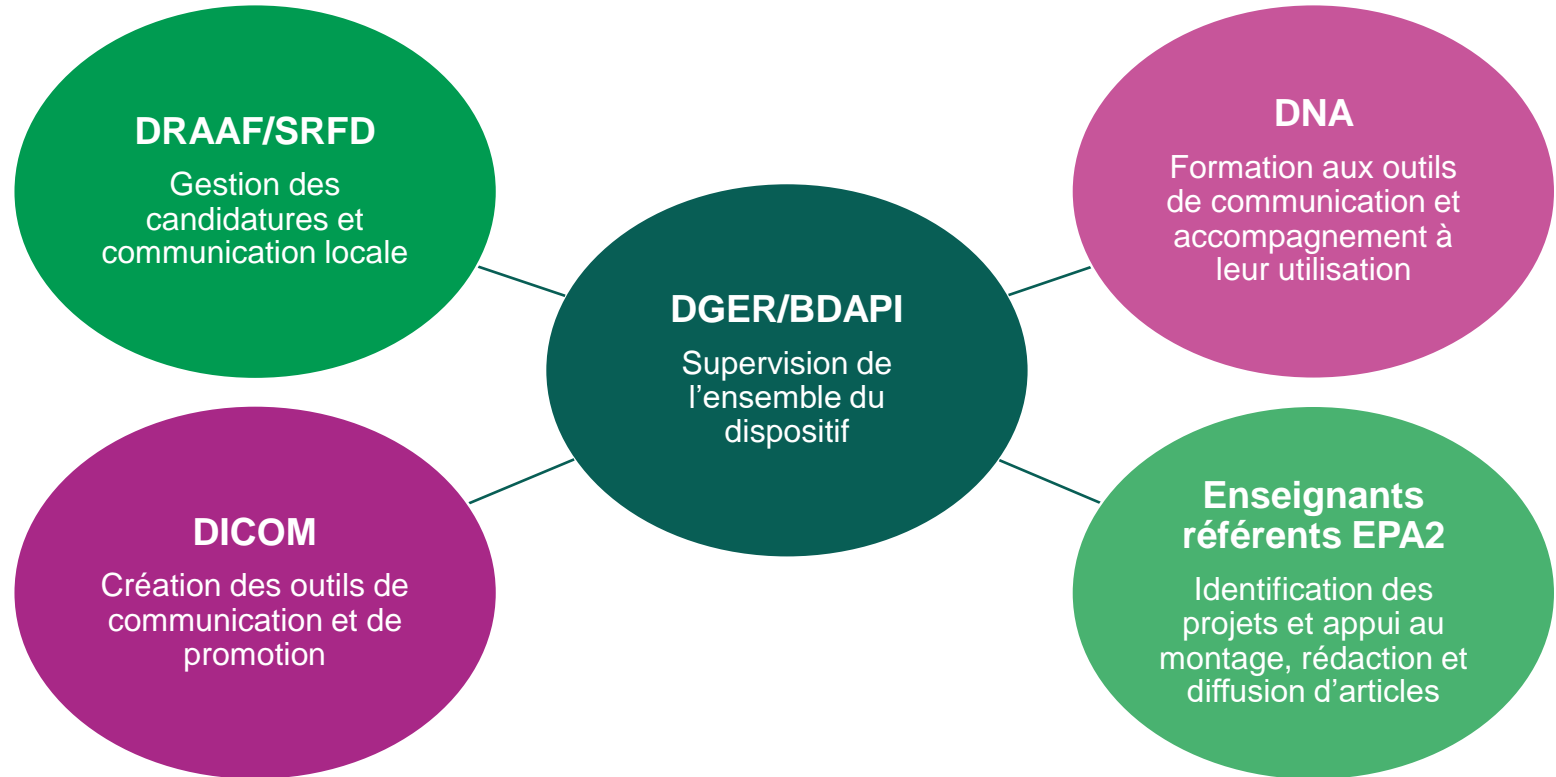 DRAAF/SRFD
Gestion des
candidatures et
communication locale
DNA
Formation aux outils
de communication et
accompagnement à
leur utilisation
DGER/BDAPI
Supervision de
l’ensemble du
dispositif
DICOM
Création des outils de
communication et de
promotion
Enseignants
référents EPA2
Identification des
projets et appui au
montage, rédaction et
diffusion d’articles